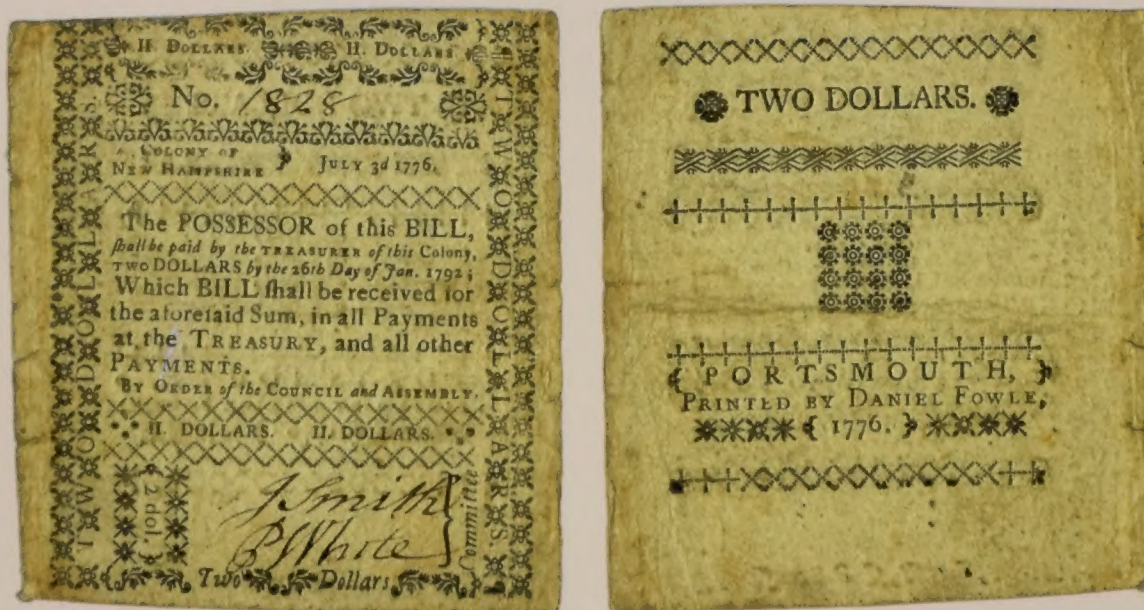 II. DOLLARS. II. DOLLARS.
No. 1828
COLONY OF
NEW HAMPSHIRE } JULY 3d 1776.
The POSSESSOR of this BILL,
ſhall be paid by the TREASURER of this Colony,
TWO DOLLARS by the 26th Day of Jan. 1792;
Which BILL ſhall be received for
the aforeſaid Sum, in all Payments
at the TREASURY, and all other
PAYMENTS.
BY ORDER of the COUNCIL and ASSEMBLY.
II. DOLLARS. II. DOLLARS.
2 dol.
J Smith
P White
} Committee
Two Dollars
TWO DOLLARS.
TWO DOLLARS.
TWO DOLLARS.
PORTSMOUTH,
PRINTED BY DANIEL FOWLE,
{ 1776. }